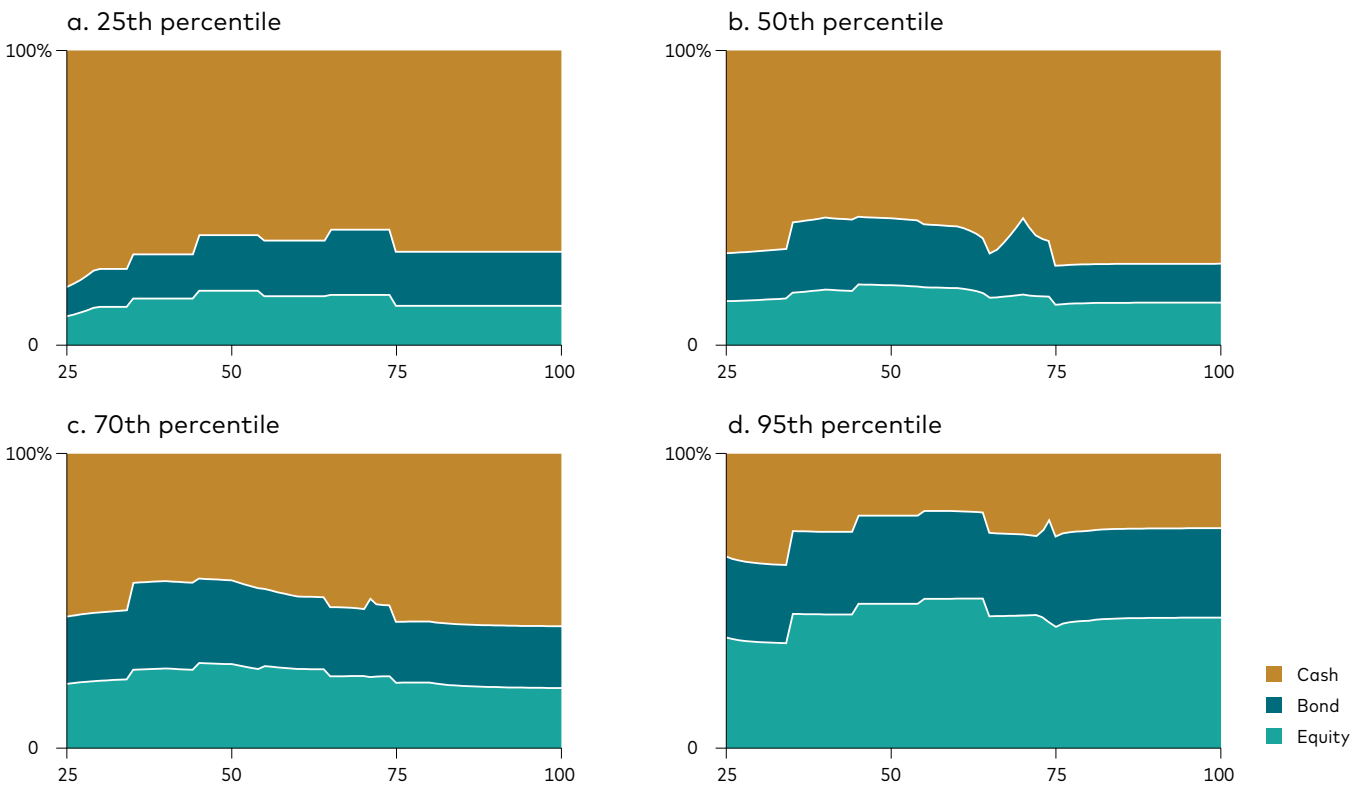 a. 25th percentile
100%
0
25 50 75 100
b. 50th percentile
100%
0
25 50 75 100
c. 70th percentile
100%
0
25 50 75 100
d. 95th percentile
100%
0
25 50 75 100
Cash
Bond
Equity